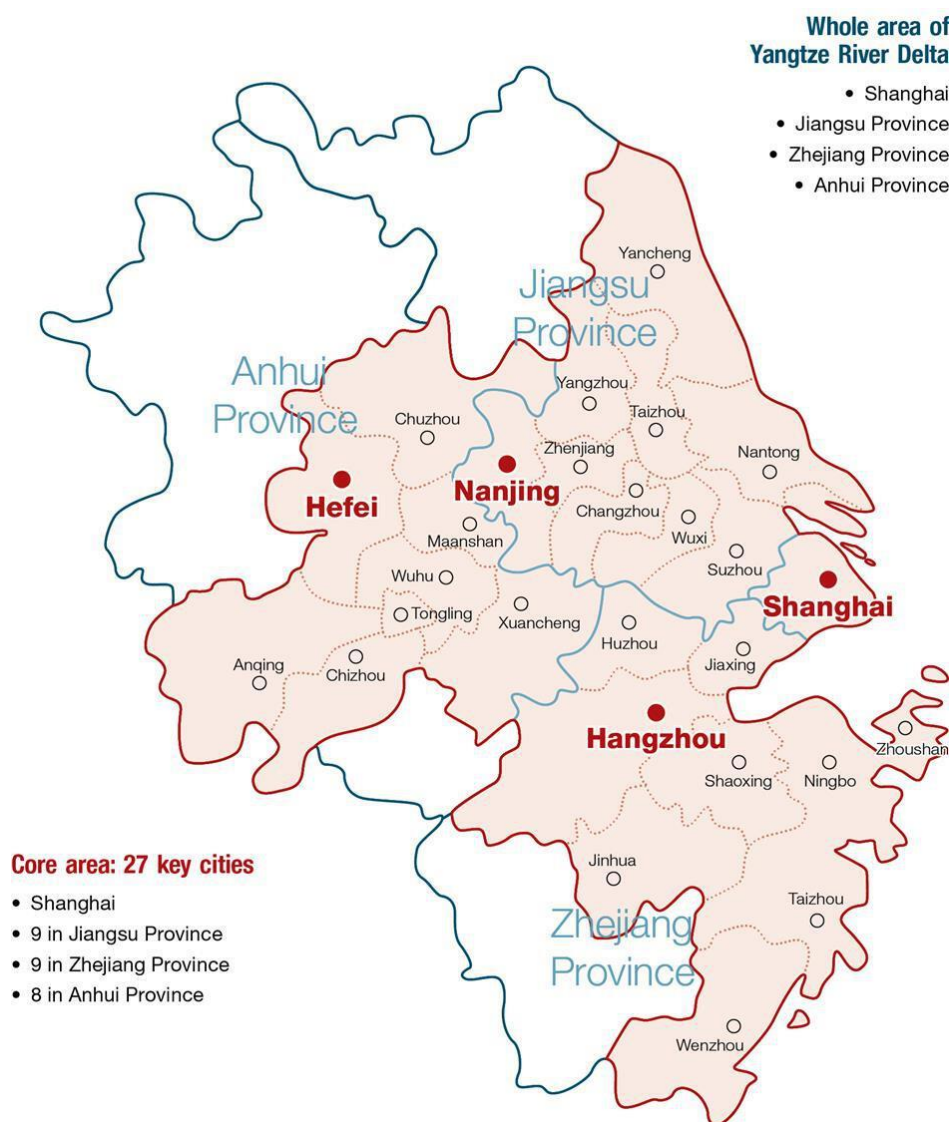 Whole area of
Yangtze River Delta
• Shanghai
• Jiangsu Province
• Zhejiang Province
• Anhui Province
Yancheng
Jiangsu
Province
Anhui
Province
Yangzhou
Taizhou
Chuzhou
Zhenjiang
Nantong
Hefei
Nanjing
Changzhou
Maanshan
Wuxi
Suzhou
Wuhu
Shanghai
Tongling
Xuancheng
Huzhou
Jiaxing
Anqing
Chizhou
Hangzhou
Zhoushan
Shaoxing
Ningbo
Jinhua
Taizhou
Zhejiang
Province
Wenzhou
Core area: 27 key cities
• Shanghai
• 9 in Jiangsu Province
• 9 in Zhejiang Province
• 8 in Anhui Province